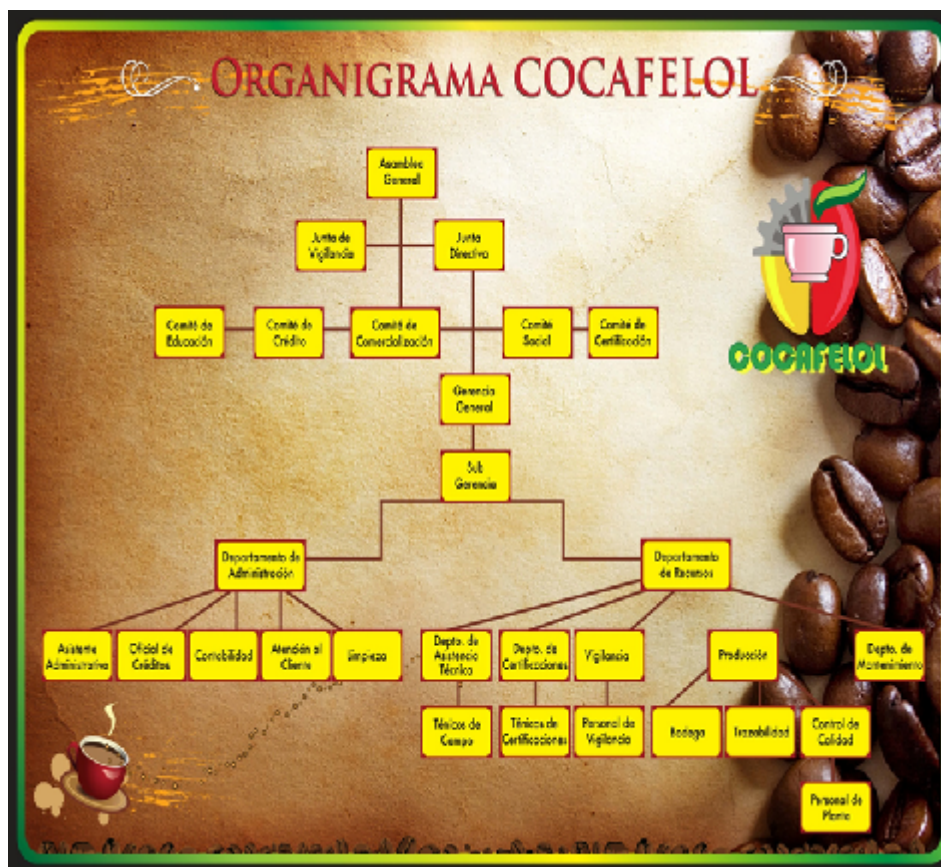 ORGANIGRAMA COCAFELOL
Asamblea
General
Junta de
Vigilancia
Junta
Directiva
Comité de
Educación
Comité de
Crédito
Comité de
Comercialización
Comité
Social
Comité de
Certificación
COCAFELOL
Gerencia
General
Sub
Gerencia
Departamento de
Administración
Departamento
de Recursos
Asistente
Administrativo
Oficial de
Créditos
Contabilidad
Atención al
Cliente
Limpieza
Depto. de
Asistencia
Técnica
Depto. de
Certificaciones
Vigilancia
Producción
Depto. de
Mantenimiento
Ténicos de
Campo
Ténicos de
Certificaciones
Personal de
Vigilancia
Bodega
Trazabilidad
Control de
Calidad
Personal de
Planta